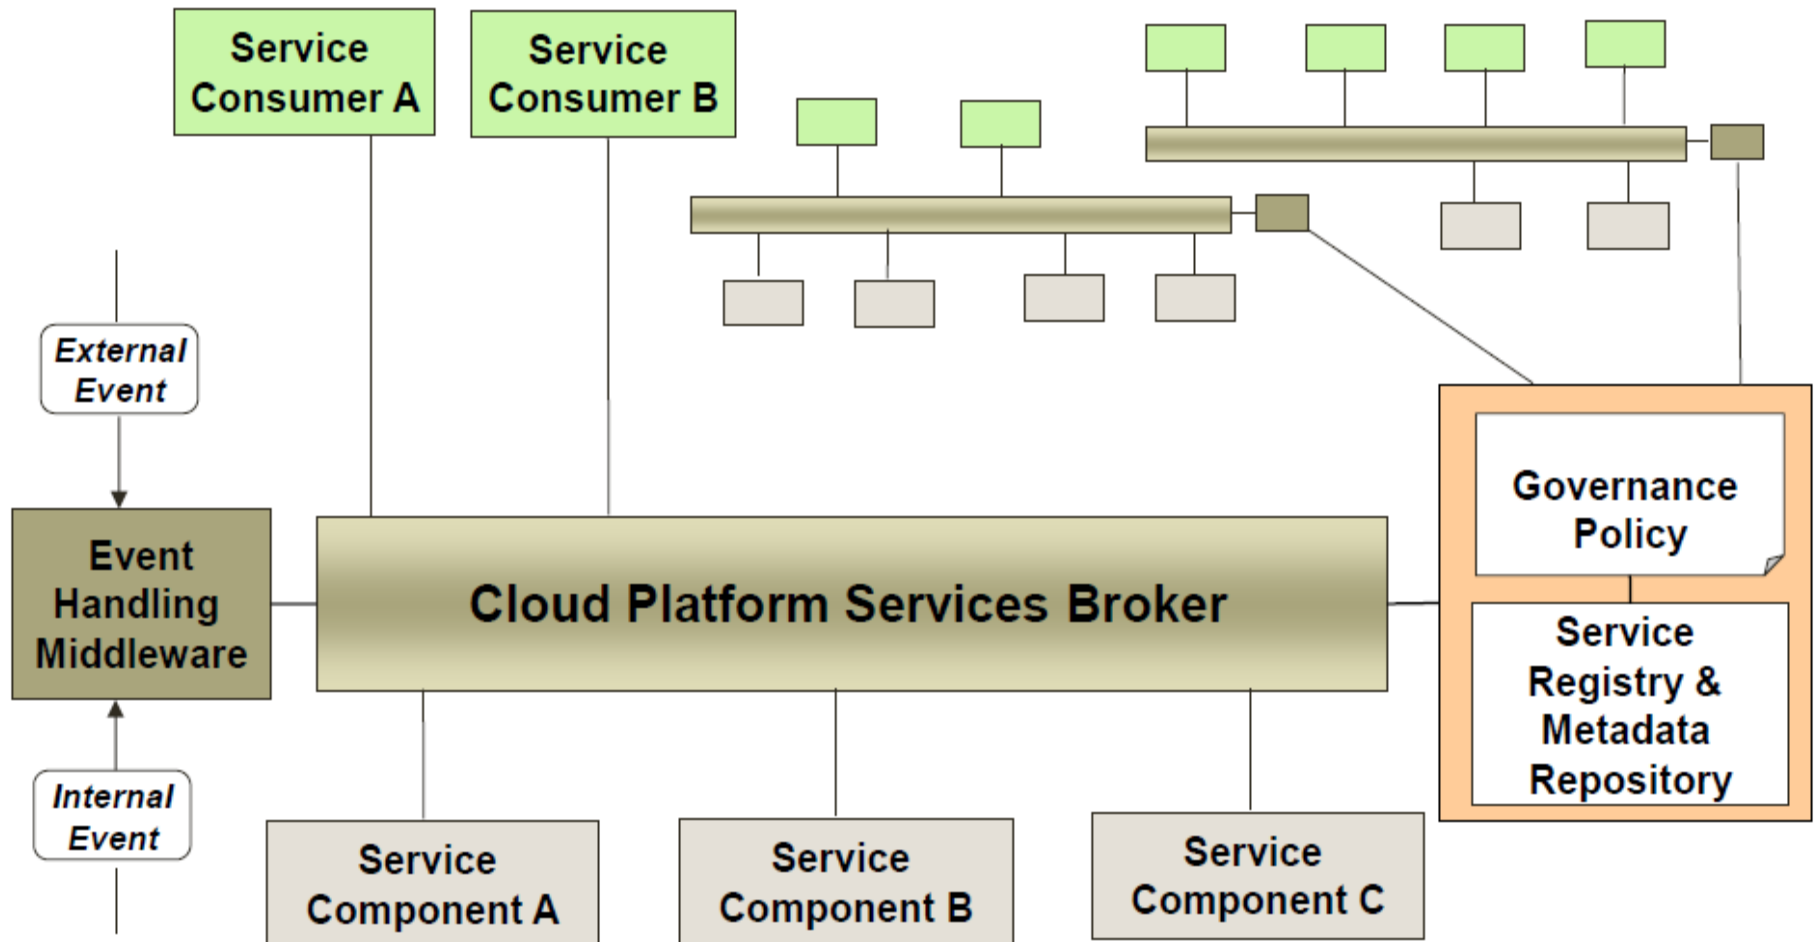 Service
Consumer A
Service
Consumer B
External
Event
Event
Handling
Middleware
Cloud Platform Services Broker
Governance
Policy
Service
Registry &
Metadata
Repository
Internal
Event
Service
Component A
Service
Component B
Service
Component C